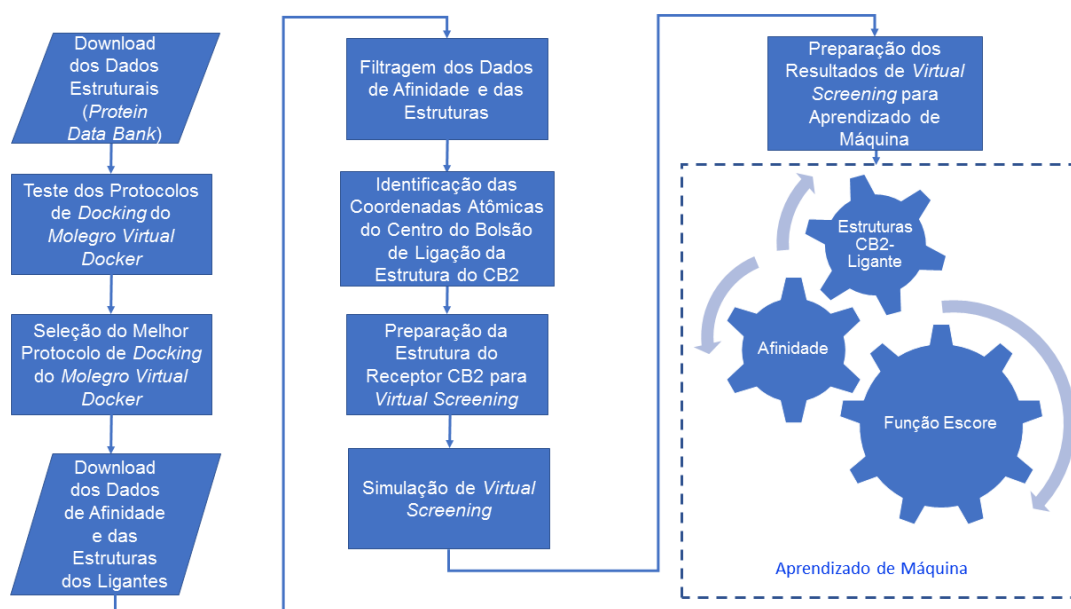 Download
dos Dados
Estruturais
(Protein
Data Bank)
Teste dos Protocolos
de Docking do
Molegro Virtual
Docker
Seleção do Melhor
Protocolo de Docking
do Molegro Virtual
Docker
Download
dos Dados
de Afinidade
e das
Estruturas
dos Ligantes
Filtragem dos Dados
de Afinidade e das
Estruturas
Identificação das
Coordenadas Atômicas
do Centro do Bolsão
de Ligação da
Estrutura do CB2
Preparação da
Estrutura do
Receptor CB2 para
Virtual Screening
Simulação de Virtual
Screening
Preparação dos
Resultados de Virtual
Screening para
Aprendizado de
Máquina
Estruturas
CB2-
Ligante
Afinidade
Função Escore
Aprendizado de Máquina